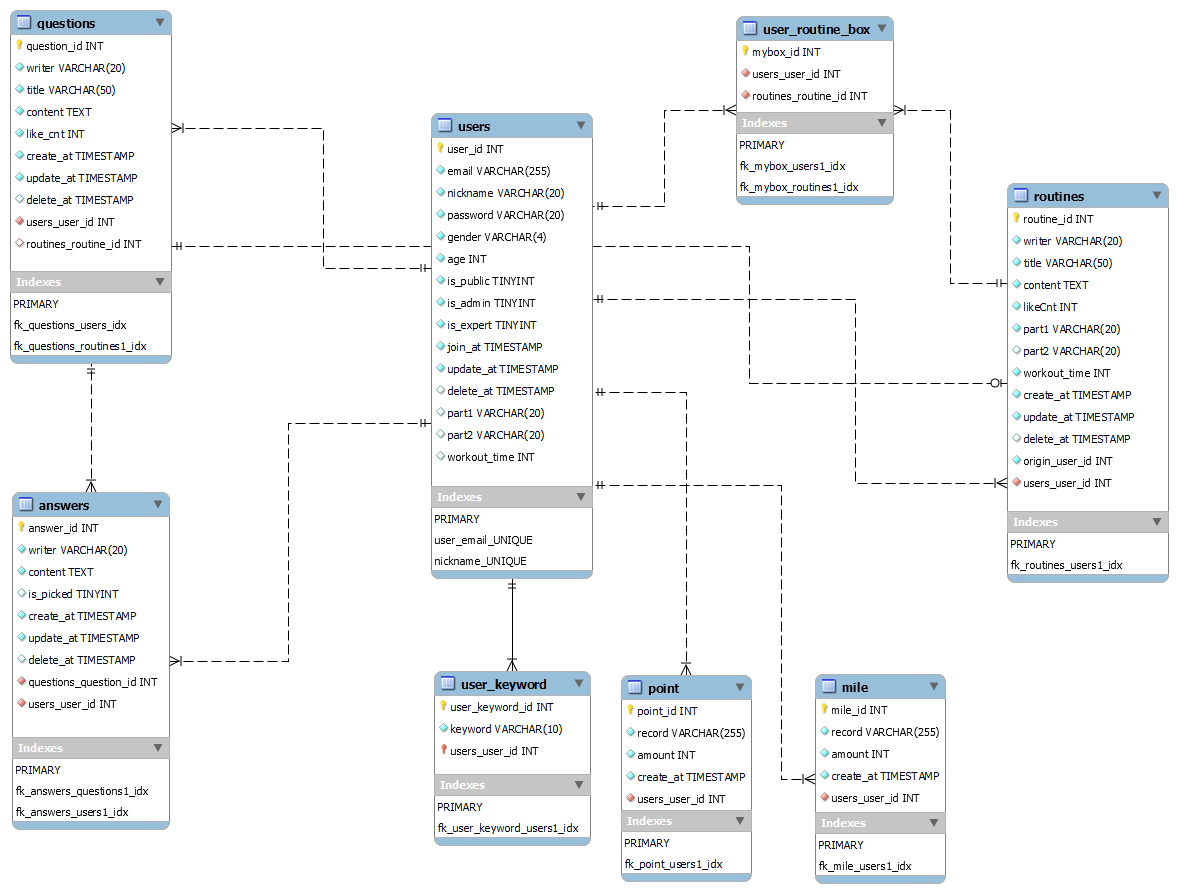 questions
question_id INT
writer VARCHAR(20)
title VARCHAR(50)
content TEXT
like_cnt INT
create_at TIMESTAMP
update_at TIMESTAMP
delete_at TIMESTAMP
users_user_id INT
routines_routine_id INT
Indexes
PRIMARY
fk_questions_users_idx
fk_questions_routines1_idx
users
user_id INT
email VARCHAR(255)
nickname VARCHAR(20)
password VARCHAR(20)
gender VARCHAR(4)
age INT
is_public TINYINT
is_admin TINYINT
is_expert TINYINT
join_at TIMESTAMP
update_at TIMESTAMP
delete_at TIMESTAMP
part1 VARCHAR(20)
part2 VARCHAR(20)
workout_time INT
Indexes
PRIMARY
user_email_UNIQUE
nickname_UNIQUE
user_routine_box
mybox_id INT
users_user_id INT
routines_routine_id INT
Indexes
PRIMARY
fk_mybox_users1_idx
fk_mybox_routines1_idx
routines
routine_id INT
writer VARCHAR(20)
title VARCHAR(50)
content TEXT
likeCnt INT
part1 VARCHAR(20)
part2 VARCHAR(20)
workout_time INT
create_at TIMESTAMP
update_at TIMESTAMP
delete_at TIMESTAMP
origin_user_id INT
users_user_id INT
Indexes
PRIMARY
fk_routines_users1_idx
answers
answer_id INT
writer VARCHAR(20)
content TEXT
is_picked TINYINT
create_at TIMESTAMP
update_at TIMESTAMP
delete_at TIMESTAMP
questions_question_id INT
users_user_id INT
Indexes
PRIMARY
fk_answers_questions1_idx
fk_answers_users1_idx
user_keyword
user_keyword_id INT
keyword VARCHAR(10)
users_user_id INT
Indexes
PRIMARY
fk_user_keyword_users1_idx
point
point_id INT
record VARCHAR(255)
amount INT
create_at TIMESTAMP
users_user_id INT
Indexes
PRIMARY
fk_point_users1_idx
mile
mile_id INT
record VARCHAR(255)
amount INT
create_at TIMESTAMP
users_user_id INT
Indexes
PRIMARY
fk_mile_users1_idx